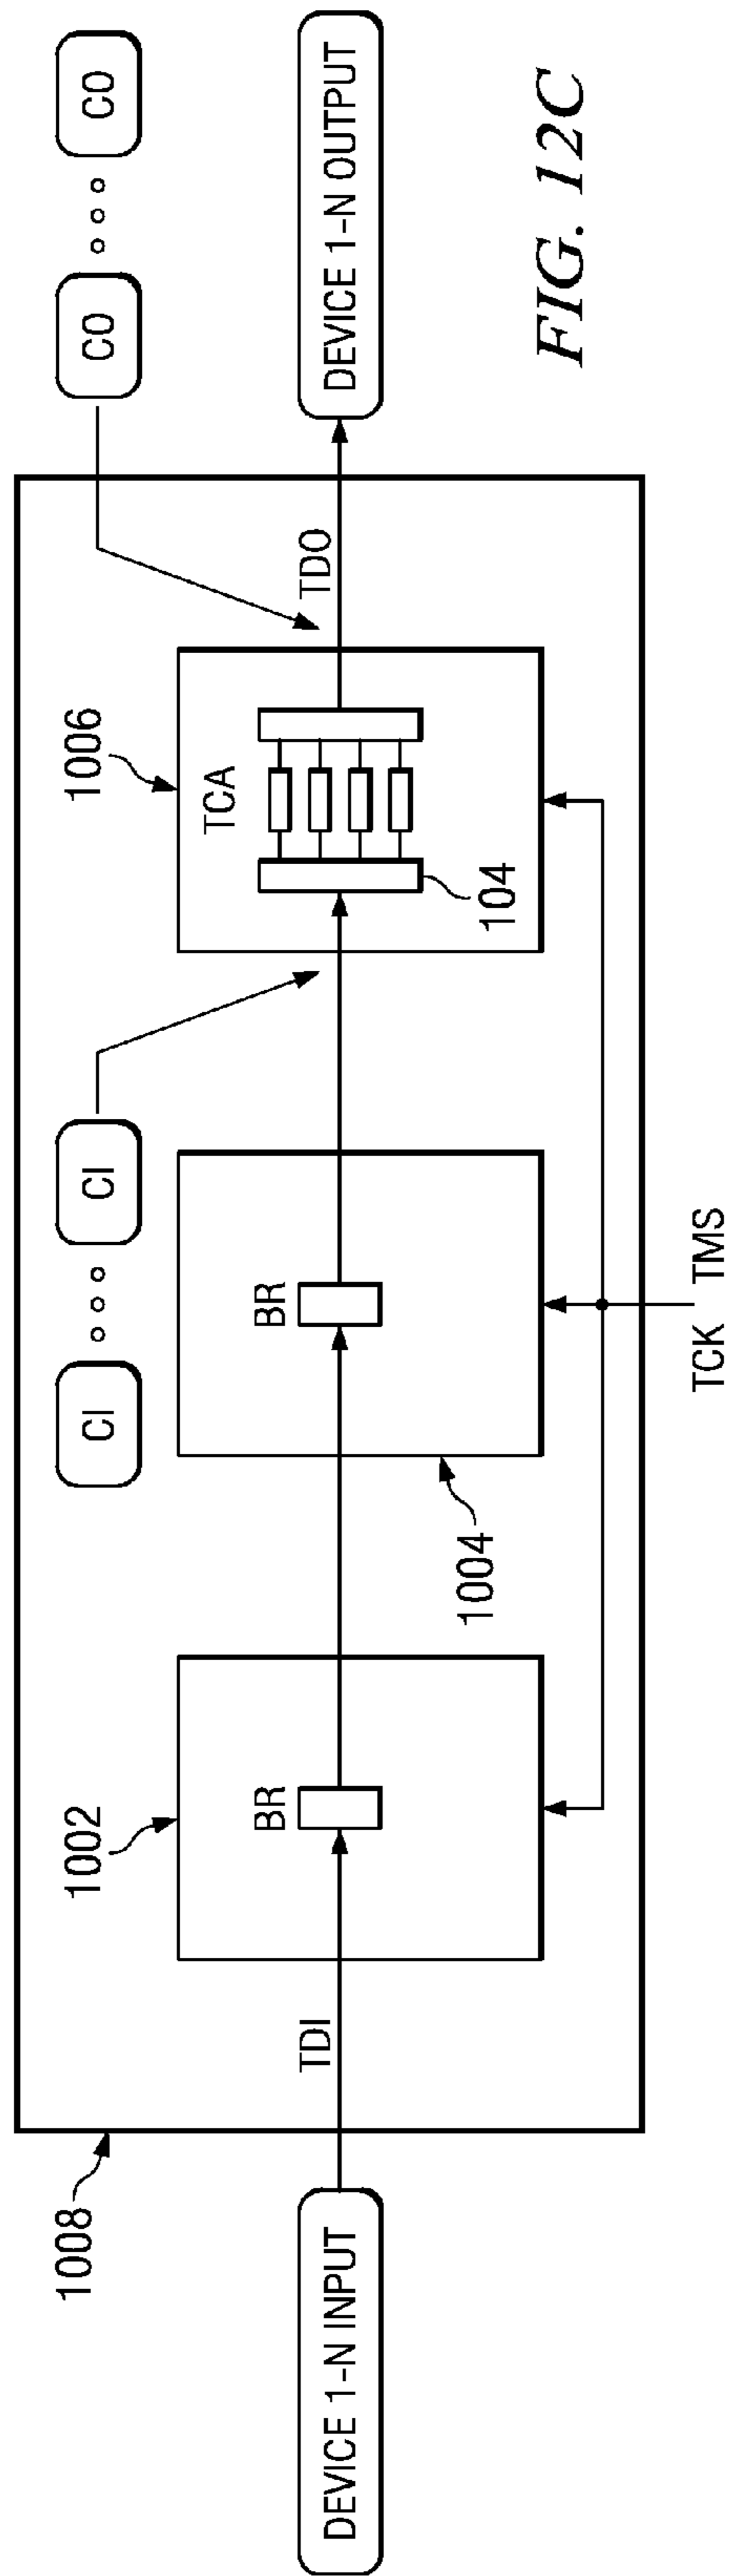 CI
CI
CO
CO
1008
1002
1006
TCA
BR
BR
DEVICE 1-N INPUT
TDI
TDO
DEVICE 1-N OUTPUT
104
1004
TCK TMS
FIG. 12C